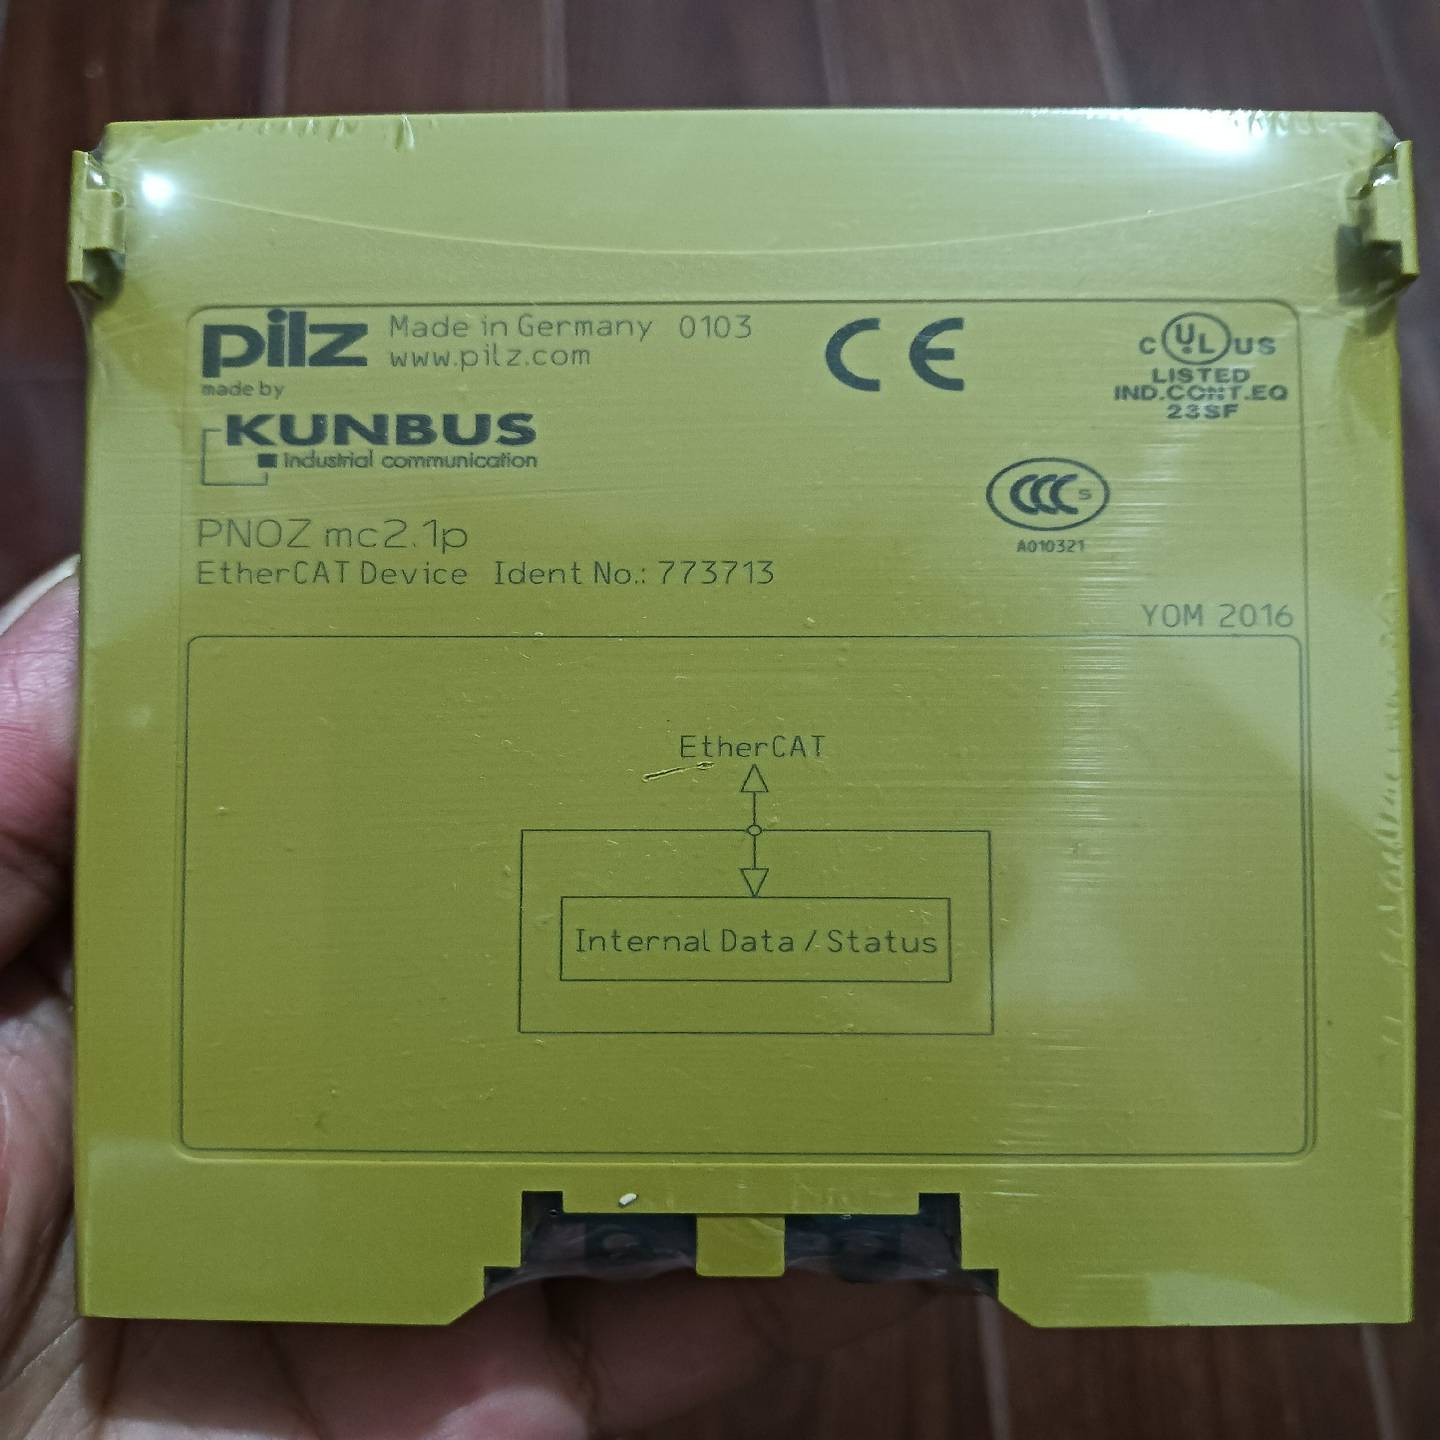 pilz Made in Germany 0103
www.pilz.com
made by
KUNBUS
industrial communication
CE
C UL US
LISTED
IND.CONT.EQ
23SF
CCC S
A010321
PNOZ mc2.1p
EtherCAT Device Ident No.: 773713
YOM 2016
EtherCAT
Internal Data / Status